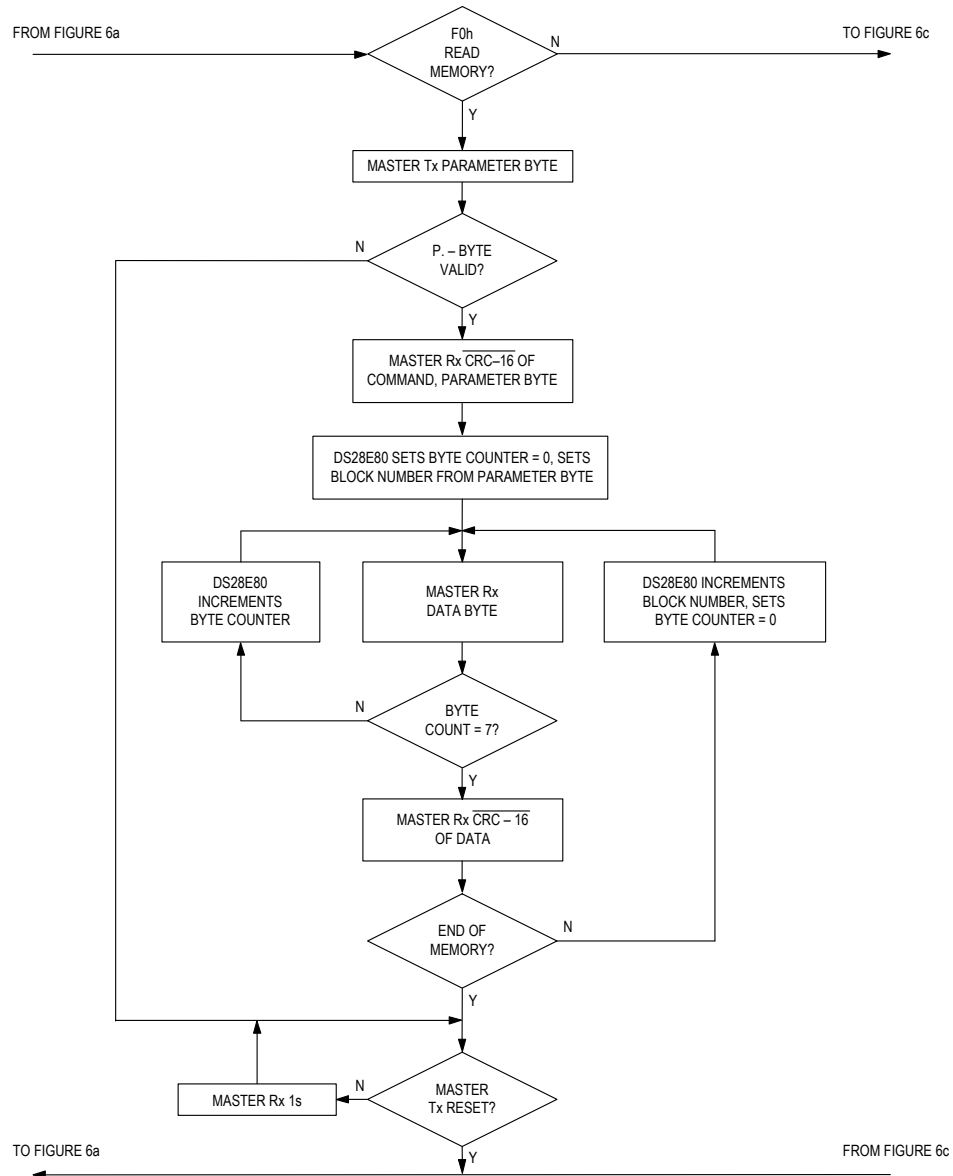 FROM FIGURE 6a
F0h
READ
MEMORY?
N
TO FIGURE 6c
Y
MASTER Tx PARAMETER BYTE
N
P. – BYTE
VALID?
Y
MASTER Rx CRC–16 OF
COMMAND, PARAMETER BYTE
DS28E80 SETS BYTE COUNTER = 0, SETS
BLOCK NUMBER FROM PARAMETER BYTE
DS28E80
INCREMENTS
BYTE COUNTER
MASTER Rx
DATA BYTE
DS28E80 INCREMENTS
BLOCK NUMBER, SETS
BYTE COUNTER = 0
N
BYTE
COUNT = 7?
Y
MASTER Rx CRC – 16
OF DATA
END OF
MEMORY?
N
Y
MASTER Rx 1s
N
MASTER
Tx RESET?
Y
TO FIGURE 6a
FROM FIGURE 6c